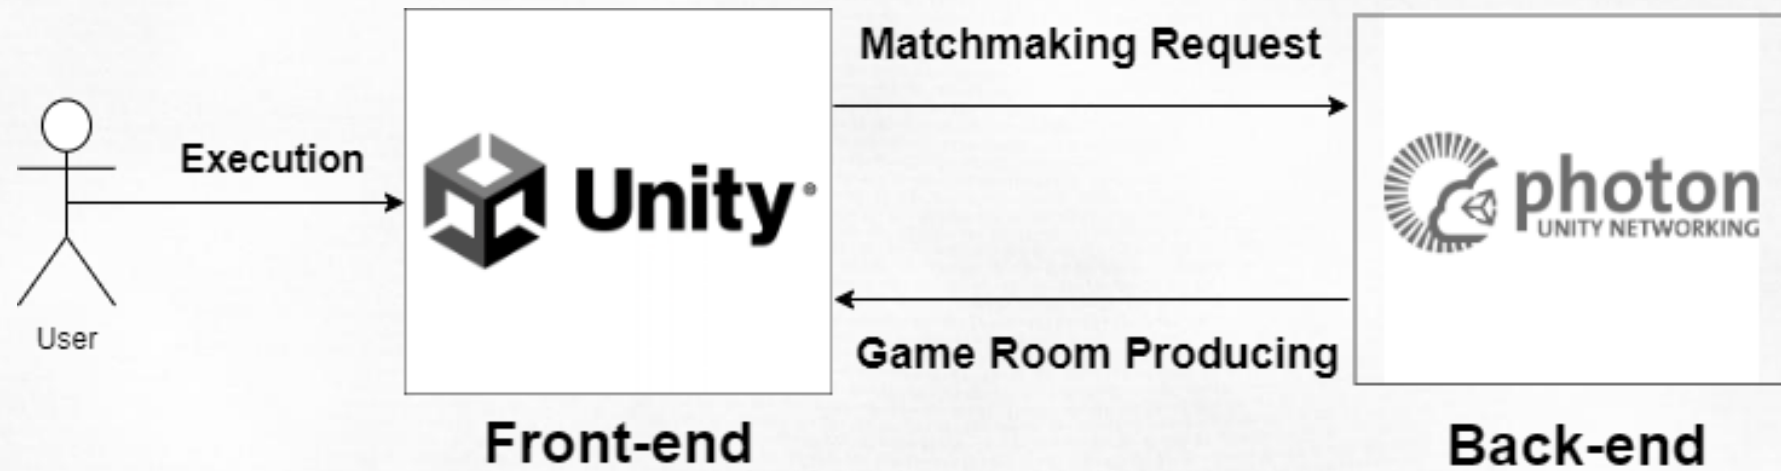 Matchmaking Request
Execution
Unity
photon
UNITY NETWORKING
User
Game Room Producing
Front-end
Back-end